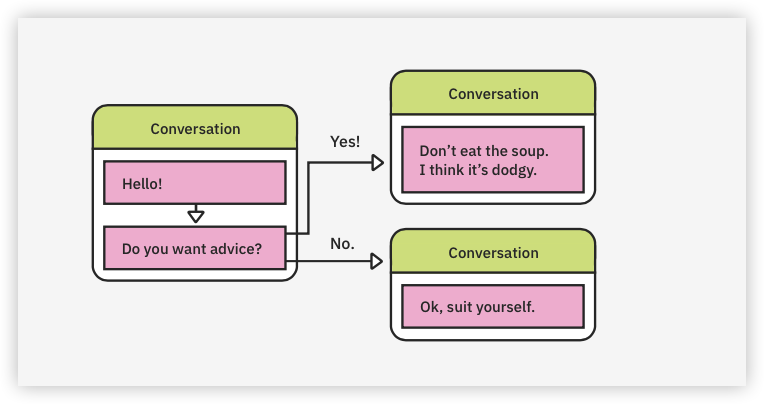 Conversation
Hello!
Do you want advice?
Yes!
No.
Conversation
Don’t eat the soup.
I think it’s dodgy.
Conversation
Ok, suit yourself.